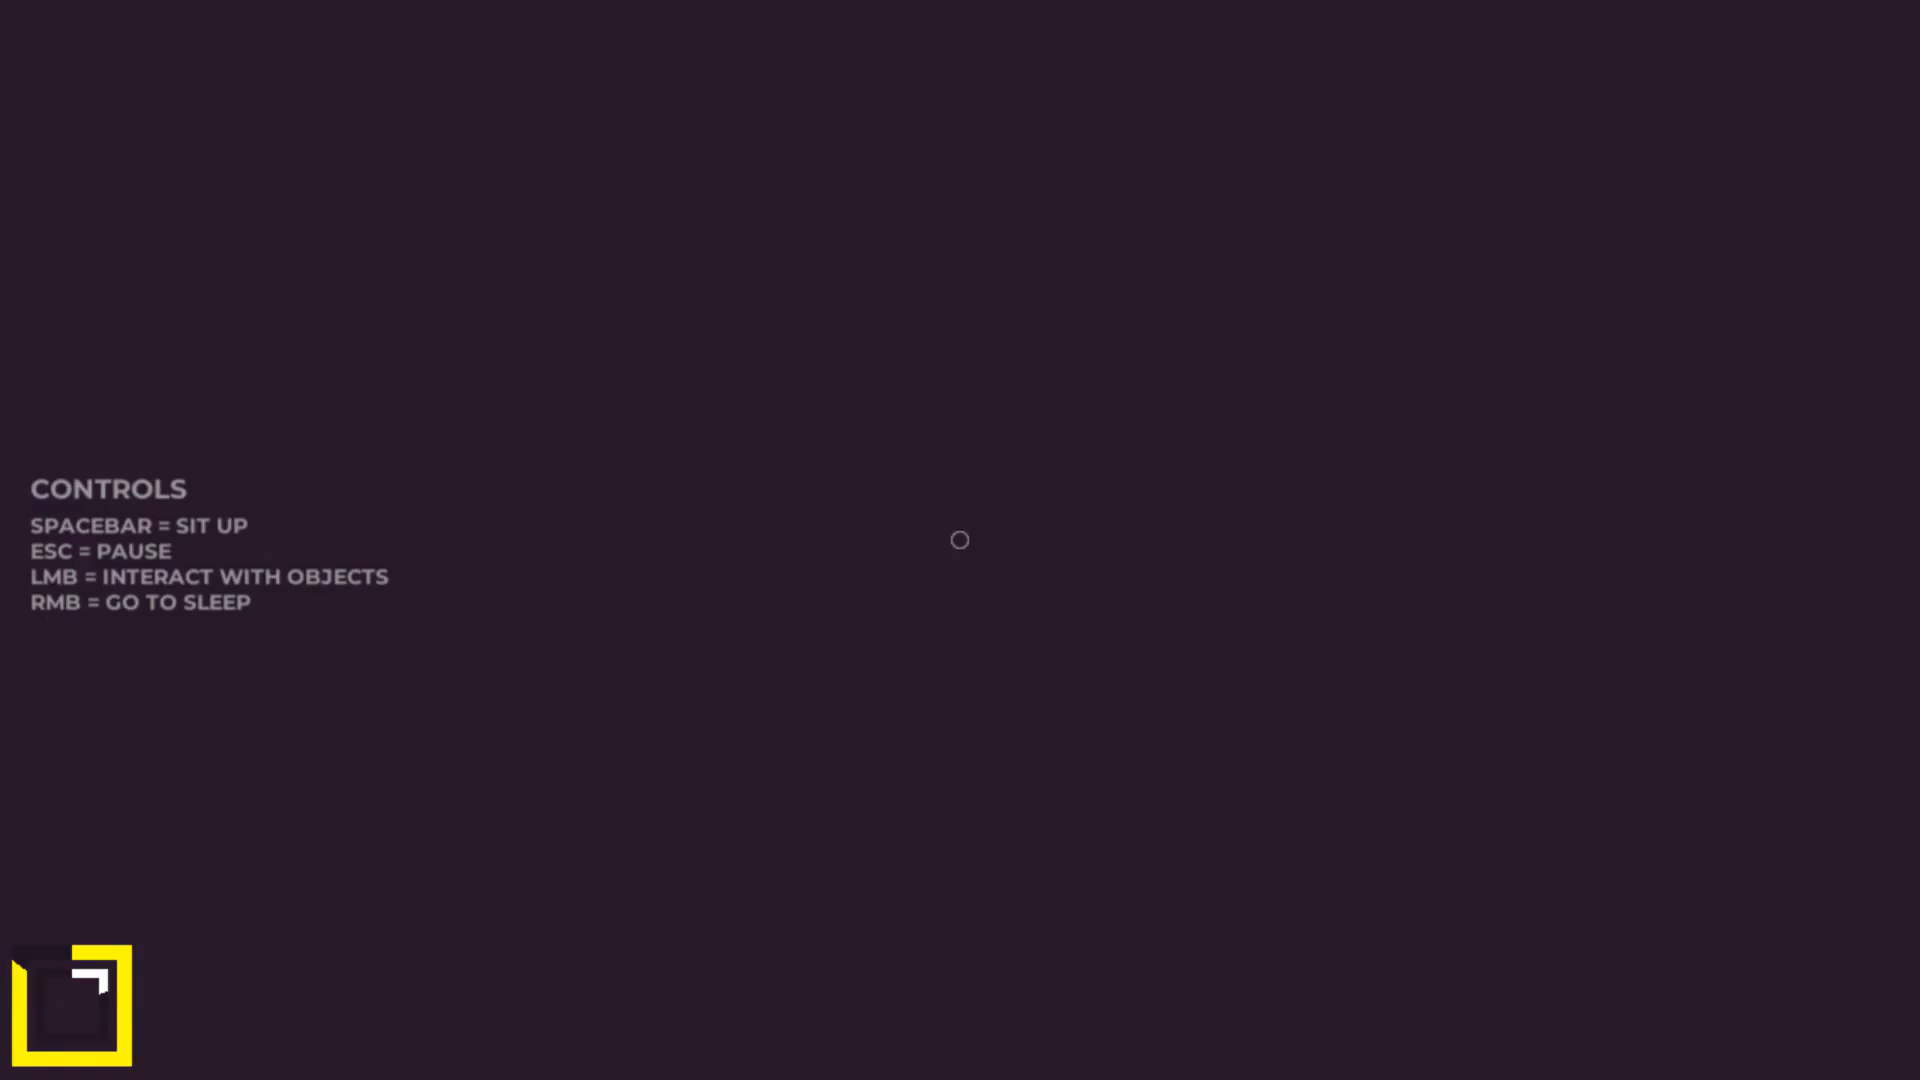 CONTROLS
SPACEBAR = SIT UP
ESC = PAUSE
LMB = INTERACT WITH OBJECTS
RMB = GO TO SLEEP